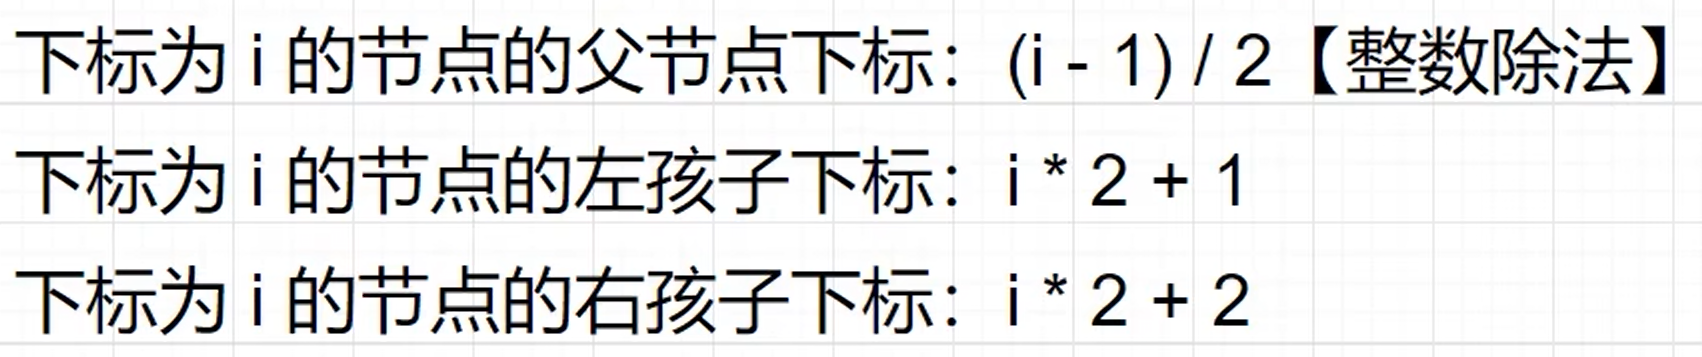 下标为 i 的节点的父节点下标：(i - 1) / 2【整数除法】
下标为 i 的节点的左孩子下标：i * 2 + 1
下标为 i 的节点的右孩子下标：i * 2 + 2